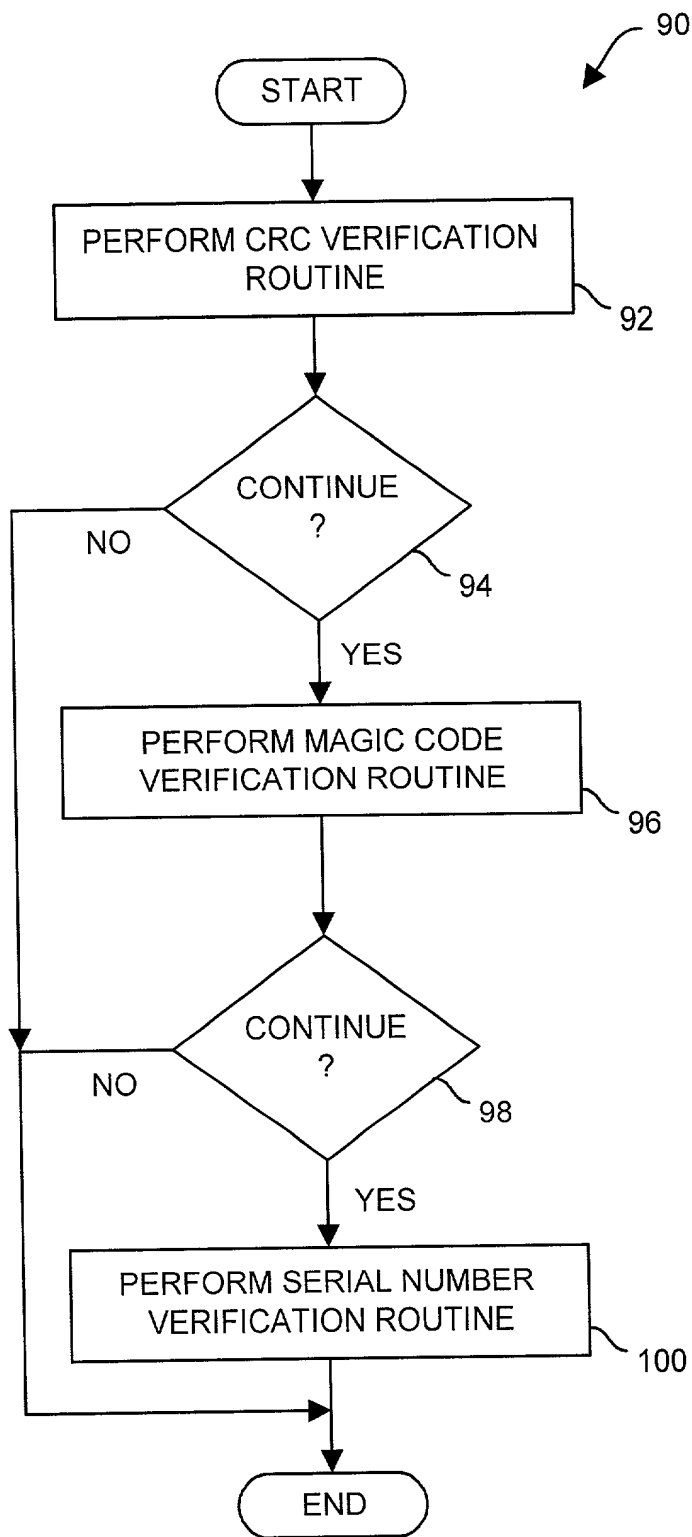 90
START
PERFORM CRC VERIFICATION
ROUTINE
92
CONTINUE
?
NO
94
YES
PERFORM MAGIC CODE
VERIFICATION ROUTINE
96
CONTINUE
?
NO
98
YES
PERFORM SERIAL NUMBER
VERIFICATION ROUTINE
100
END